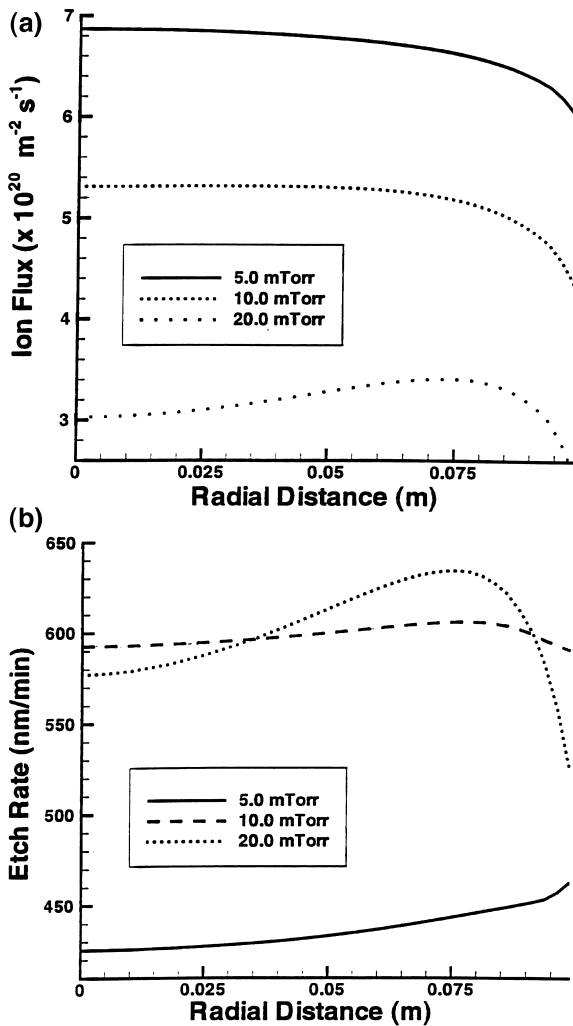 (a)
7
6
5
4
3
Ion Flux (x 10²⁰ m⁻² s⁻¹)
5.0 mTorr
10.0 mTorr
20.0 mTorr
0
0.025
0.05
0.075
Radial Distance (m)
(b)
650
600
550
500
450
Etch Rate (nm/min)
5.0 mTorr
10.0 mTorr
20.0 mTorr
0
0.025
0.05
0.075
Radial Distance (m)